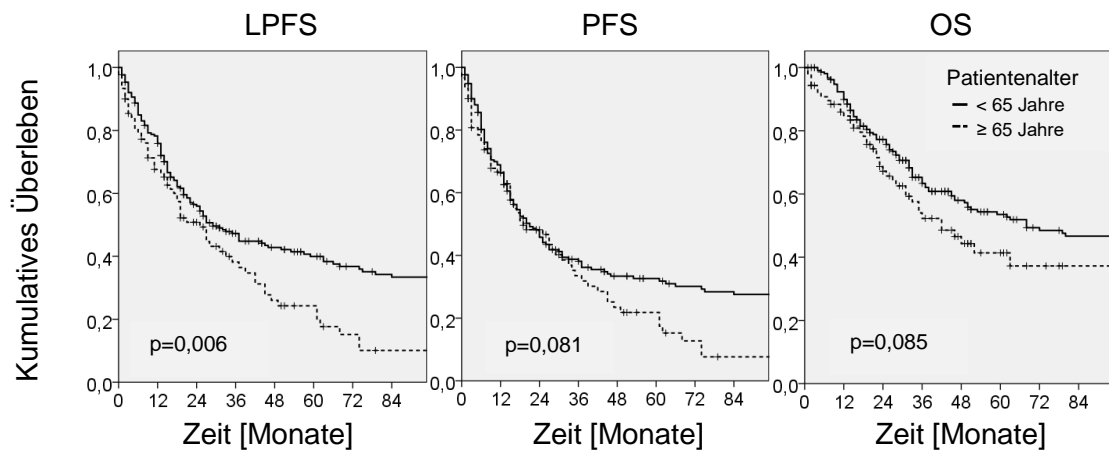 LPFS PFS OS
Kumulatives Überleben
1,0
0,8
0,6
0,4
0,2
0,0
p=0,006
0 12 24 36 48 60 72 84
Zeit [Monate]
1,0
0,8
0,6
0,4
0,2
0,0
p=0,081
0 12 24 36 48 60 72 84
Zeit [Monate]
1,0
0,8
0,6
0,4
0,2
0,0
Patientenalter
< 65 Jahre
≥ 65 Jahre
p=0,085
0 12 24 36 48 60 72 84
Zeit [Monate]